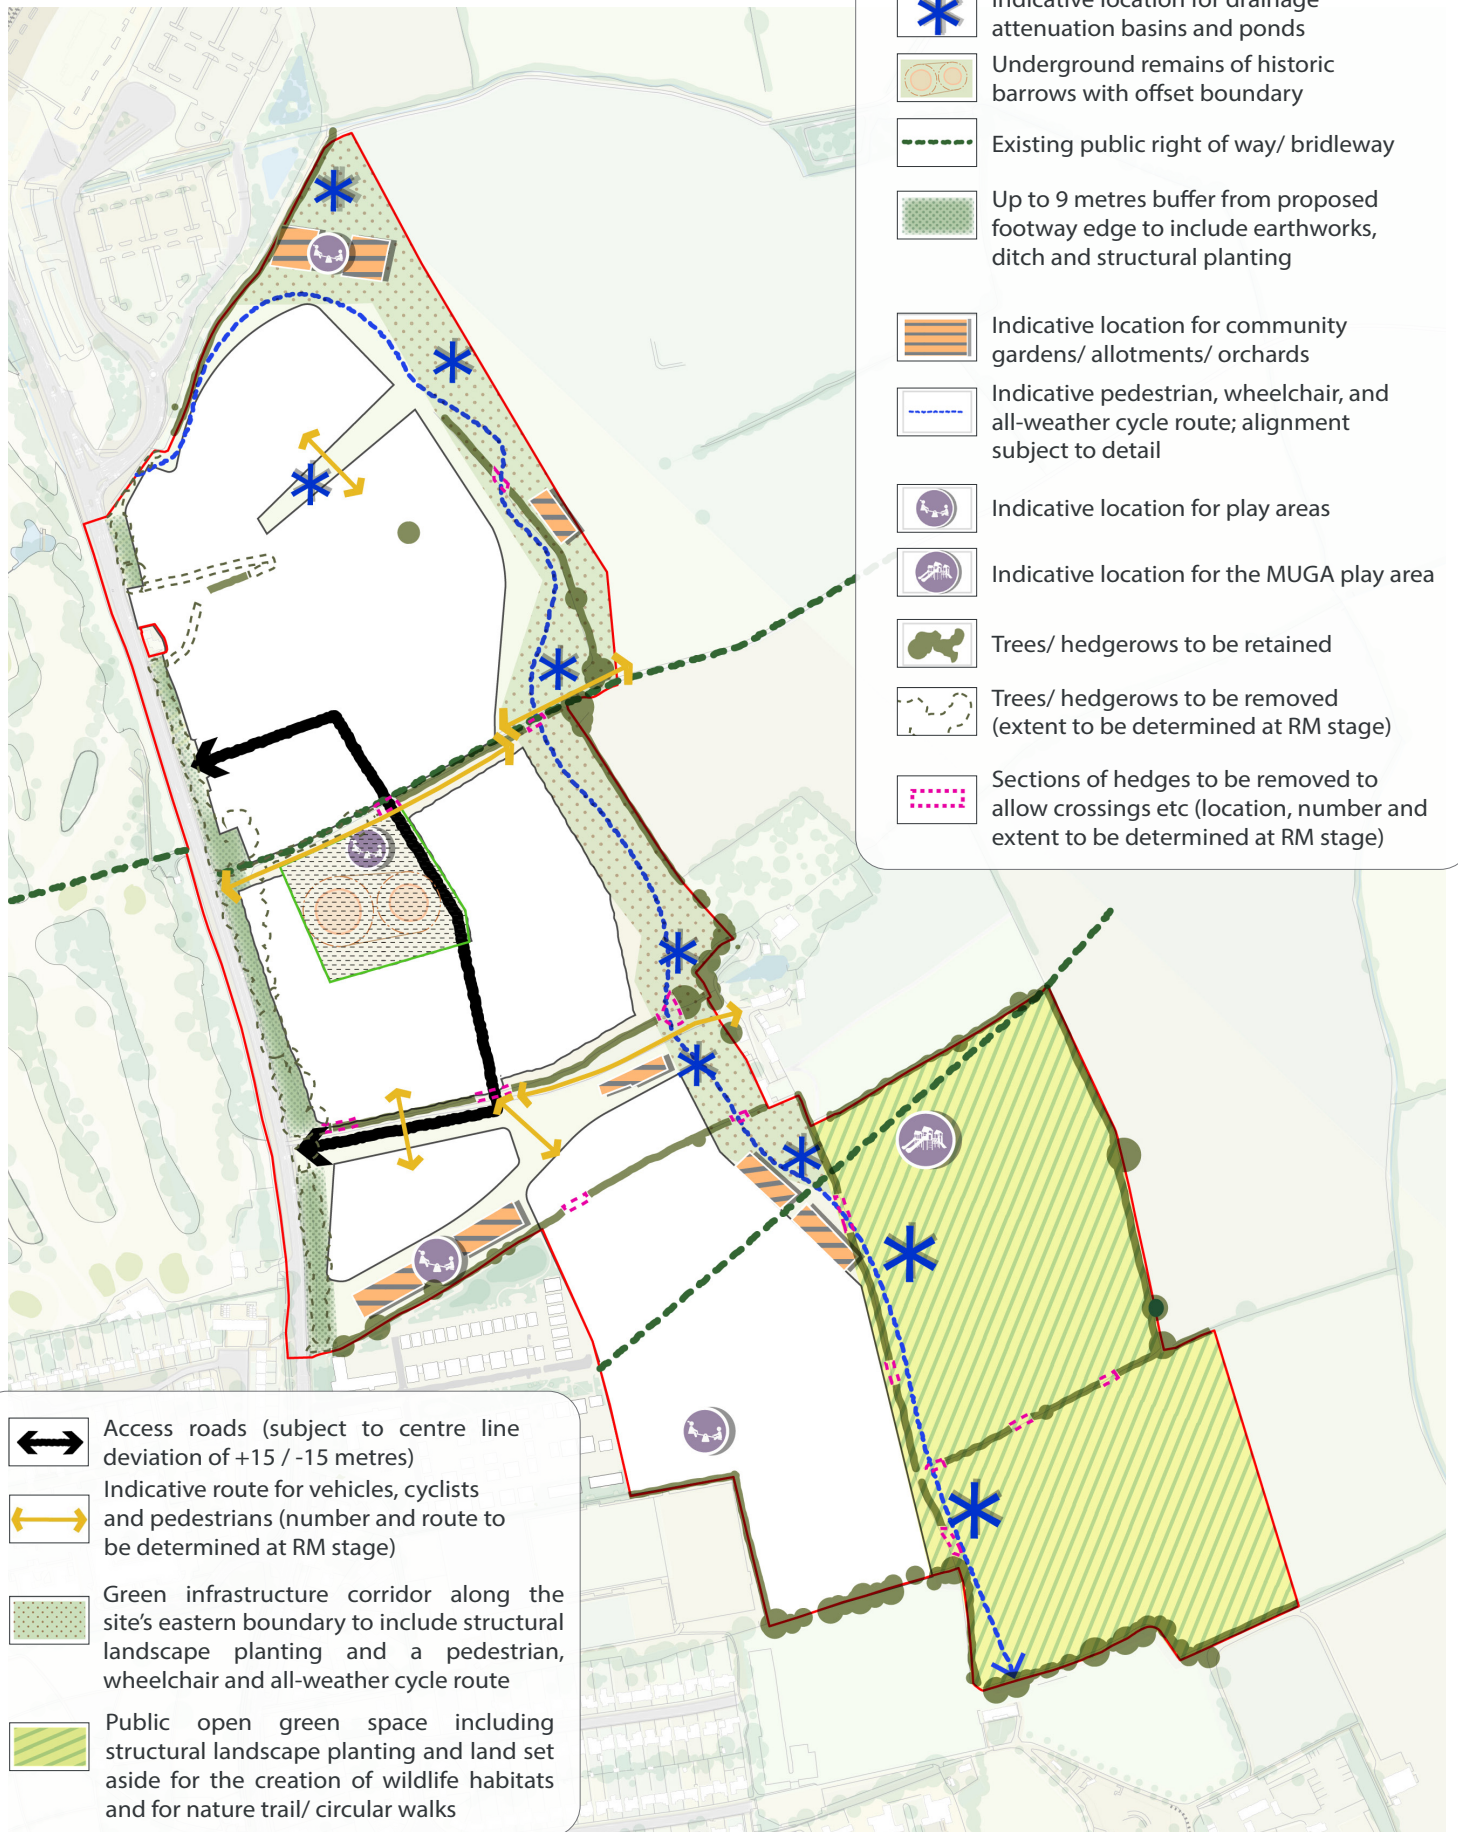 Indicative location for drainage
attenuation basins and ponds
Underground remains of historic
barrows with offset boundary
Existing public right of way/ bridleway
Up to 9 metres buffer from proposed
footway edge to include earthworks,
ditch and structural planting
Indicative location for community
gardens/ allotments/ orchards
Indicative pedestrian, wheelchair, and
all-weather cycle route; alignment
subject to detail
Indicative location for play areas
Indicative location for the MUGA play area
Trees/ hedgerows to be retained
Trees/ hedgerows to be removed
(extent to be determined at RM stage)
Sections of hedges to be removed to
allow crossings etc (location, number and
extent to be determined at RM stage)
Access roads (subject to centre line
deviation of +15 / -15 metres)
Indicative route for vehicles, cyclists
and pedestrians (number and route to
be determined at RM stage)
Green infrastructure corridor along the
site's eastern boundary to include structural
landscape planting and a pedestrian,
wheelchair and all-weather cycle route
Public open green space including
structural landscape planting and land set
aside for the creation of wildlife habitats
and for nature trail/ circular walks